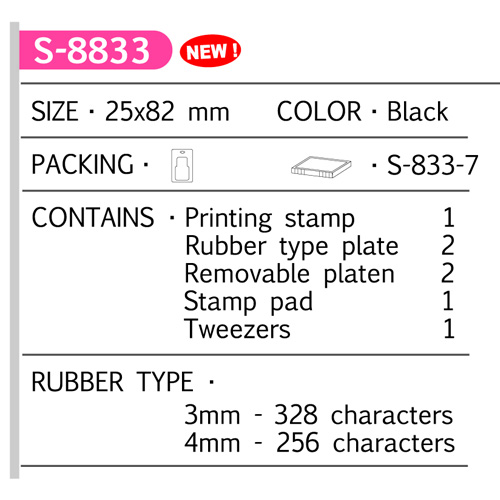 S-8833 NEW!
SIZE · 25x82 mm COLOR · Black
PACKING · · S-833-7
CONTAINS · Printing stamp 1
Rubber type plate 2
Removable platen 2
Stamp pad 1
Tweezers 1
RUBBER TYPE ·
3mm - 328 characters
4mm - 256 characters